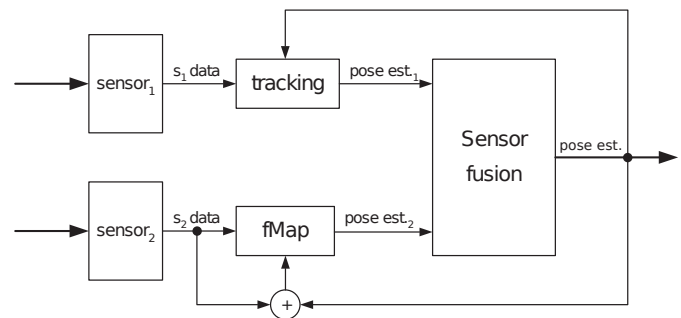 s₁ data
pose est.₁
sensor₁
tracking
Sensor
fusion
pose est.
s₂ data
pose est.₂
sensor₂
fMap
+